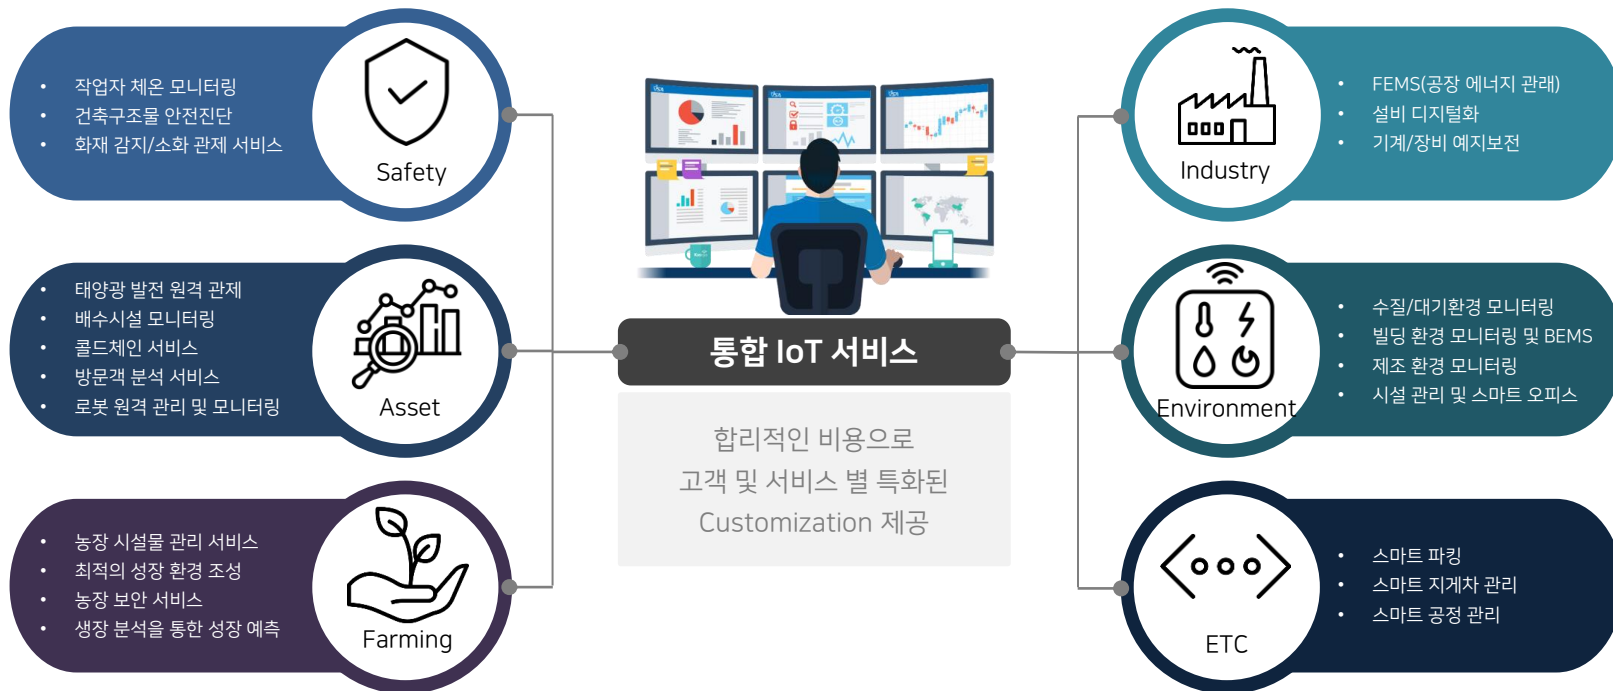 • 작업자 체온 모니터링
• 건축구조물 안전진단
• 화재 감지/소화 관제 서비스
Safety
• 태양광 발전 원격 관제
• 배수시설 모니터링
• 콜드체인 서비스
• 방문객 분석 서비스
• 로봇 원격 관리 및 모니터링
Asset
• 농장 시설물 관리 서비스
• 최적의 성장 환경 조성
• 농장 보안 서비스
• 생장 분석을 통한 성장 예측
Farming
통합 IoT 서비스
합리적인 비용으로
고객 및 서비스 별 특화된
Customization 제공
Industry
• FEMS(공장 에너지 관래)
• 설비 디지털화
• 기계/장비 예지보전
Environment
• 수질/대기환경 모니터링
• 빌딩 환경 모니터링 및 BEMS
• 제조 환경 모니터링
• 시설 관리 및 스마트 오피스
ETC
• 스마트 파킹
• 스마트 지게차 관리
• 스마트 공정 관리